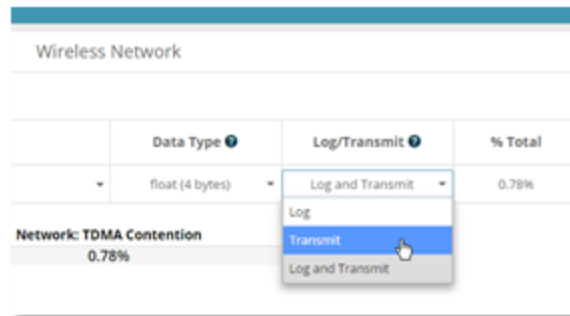 Wireless Network
Data Type ? Log/Transmit ? % Total
float (4 bytes) Log and Transmit 0.78%
Log
Network: TDMA Contention
Transmit
0.78%
Log and Transmit